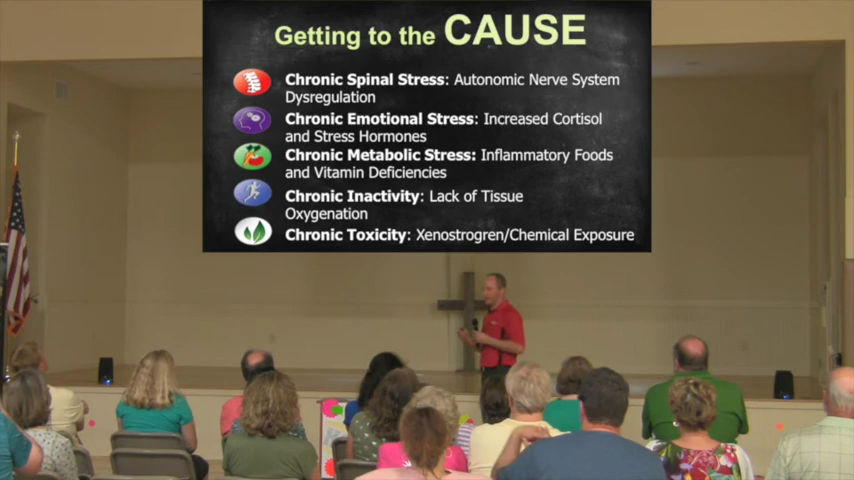 Getting to the CAUSE
Chronic Spinal Stress: Autonomic Nerve System
Dysregulation
Chronic Emotional Stress: Increased Cortisol
and Stress Hormones
Chronic Metabolic Stress: Inflammatory Foods
and Vitamin Deficiencies
Chronic Inactivity: Lack of Tissue
Oxygenation
Chronic Toxicity: Xenostrogren/Chemical Exposure